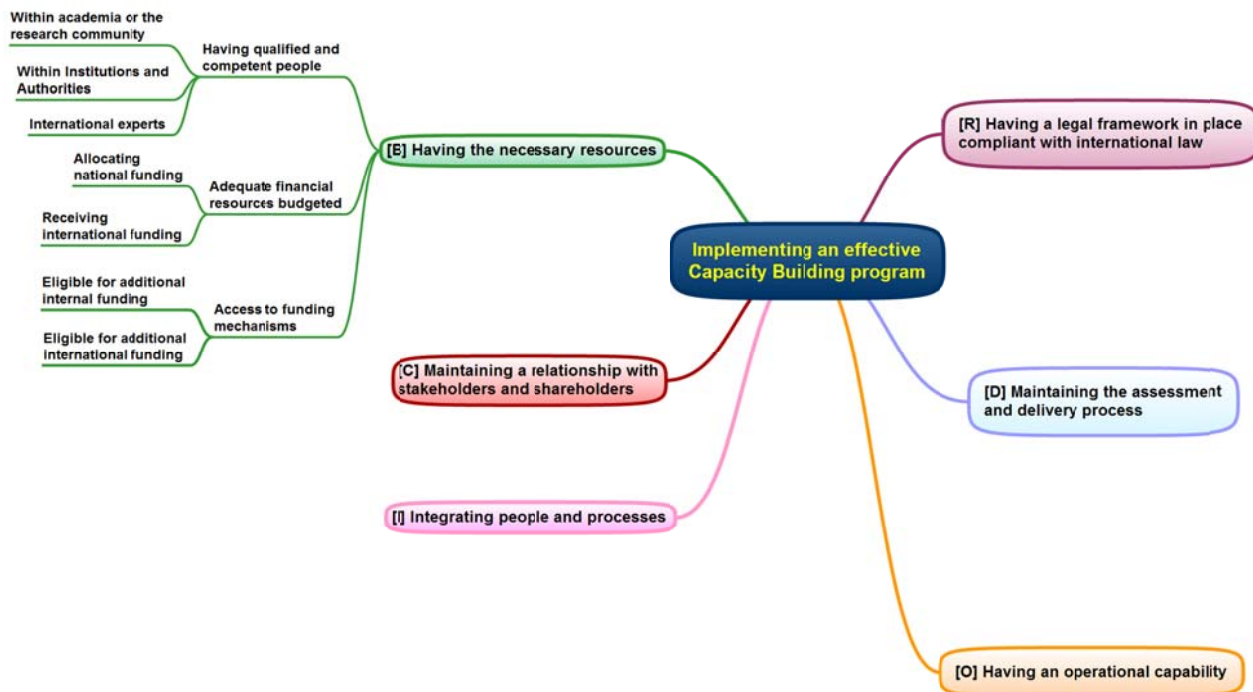 Within academia or the
research community
Having qualified and
competent people
Within Institutions and
Authorities
International experts
[B] Having the necessary resources
Allocating
national funding
Adequate financial
resources budgeted
Receiving
international funding
Eligible for additional
internal funding
Access to funding
mechanisms
Eligible for additional
international funding
[R] Having a legal framework in place
compliant with international law
Implementing an effective
Capacity Building program
[C] Maintaining a relationship with
stakeholders and shareholders
[D] Maintaining the assessment
and delivery process
[I] Integrating people and processes
[O] Having an operational capability